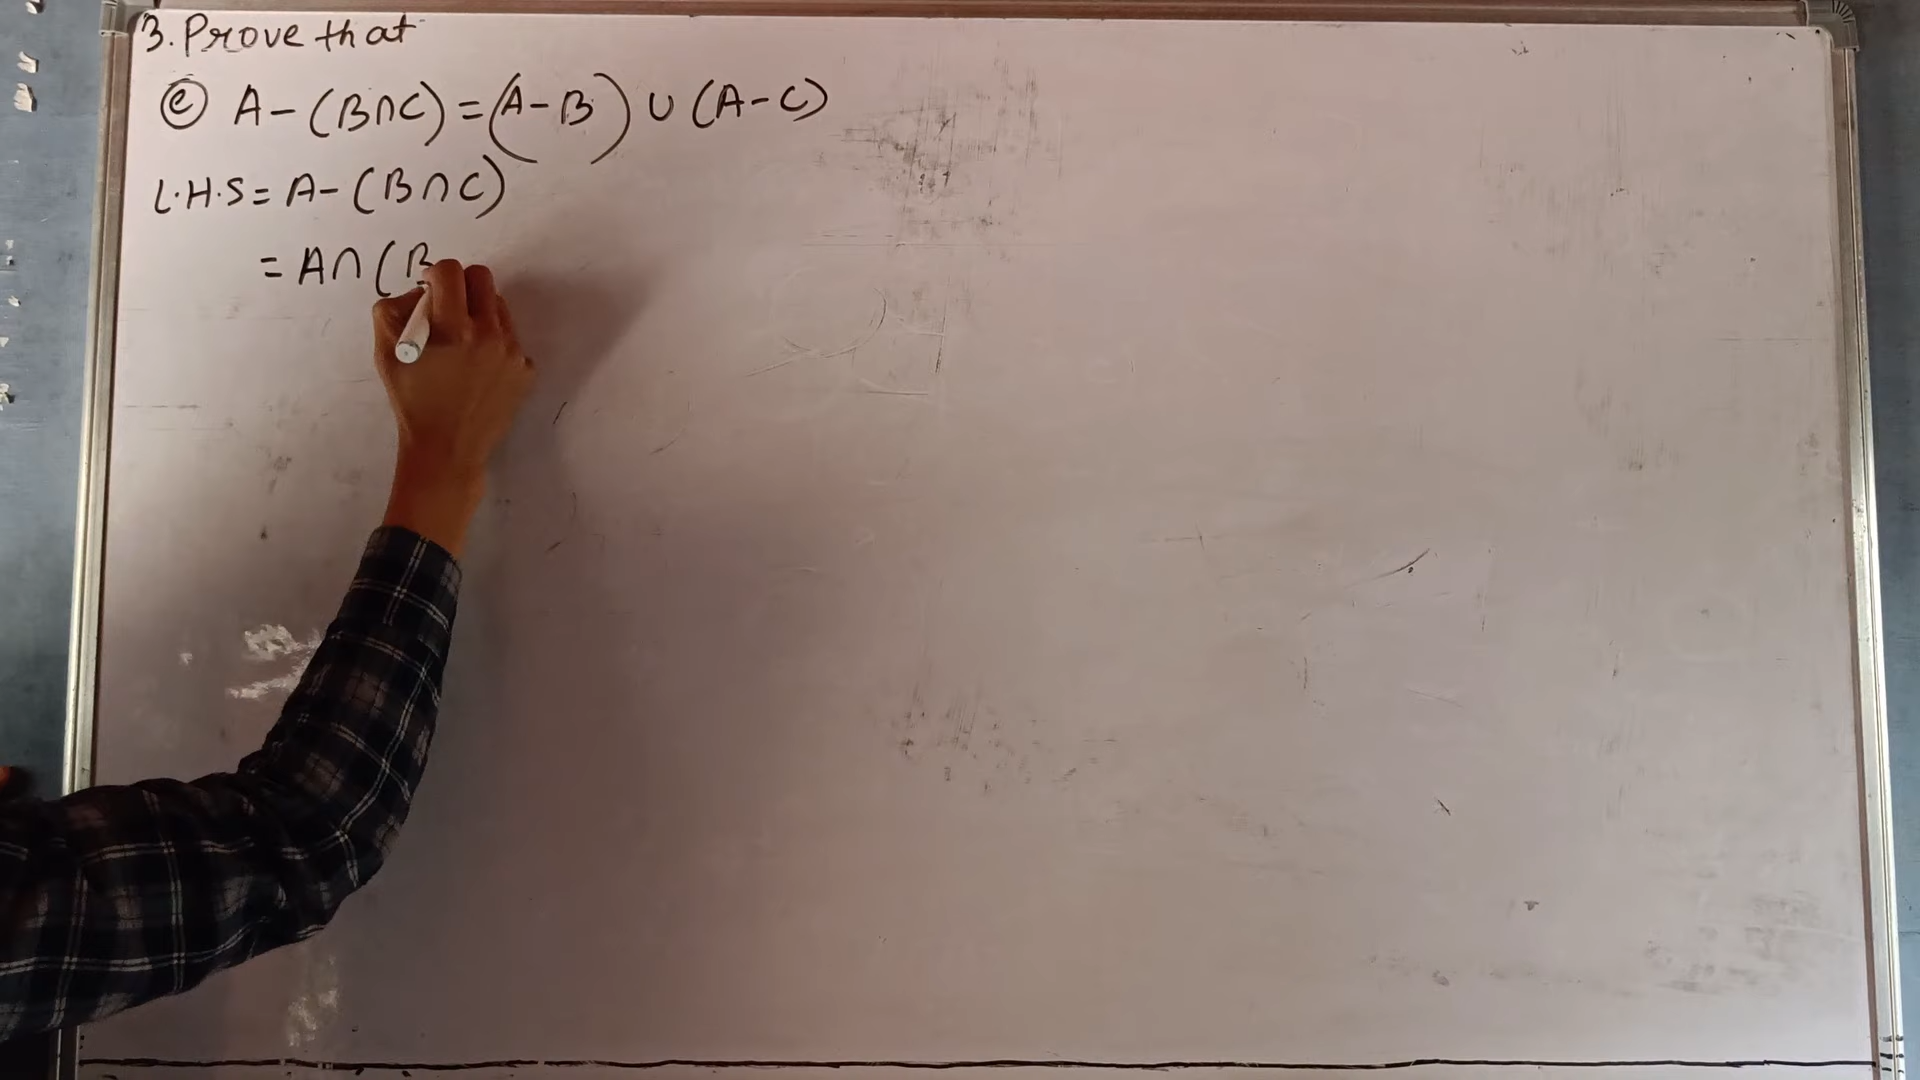 3. Prove that
ⓔ A-(B∩C)=(A-B)∪(A-C)
L.H.S= A-(B∩C)
= A∩(B